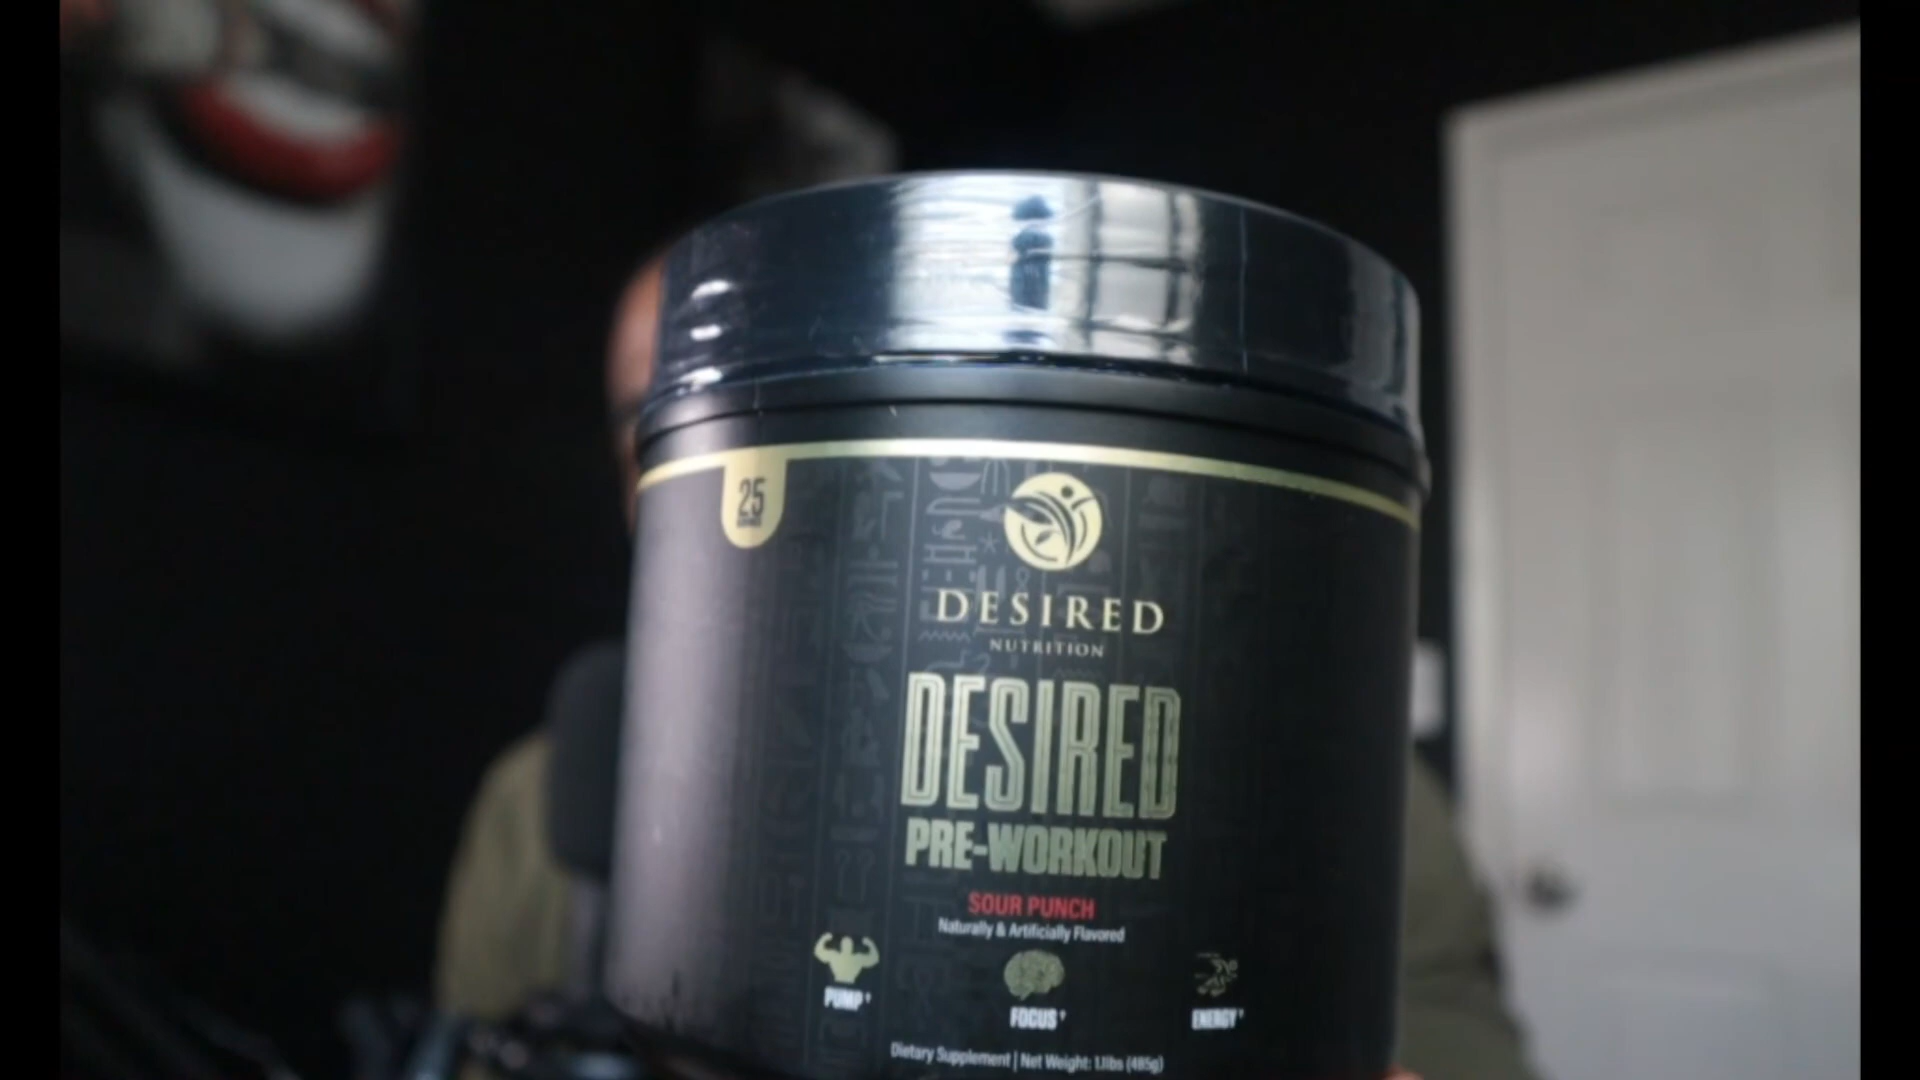 25
DESIRED
NUTRITION
DESIRED
PRE-WORKOUT
SOUR PUNCH
Naturally & Artificially Flavored
PUMP†
FOCUS†
ENERGY†
Dietary Supplement | Net Weight: 1.1lbs (485g)